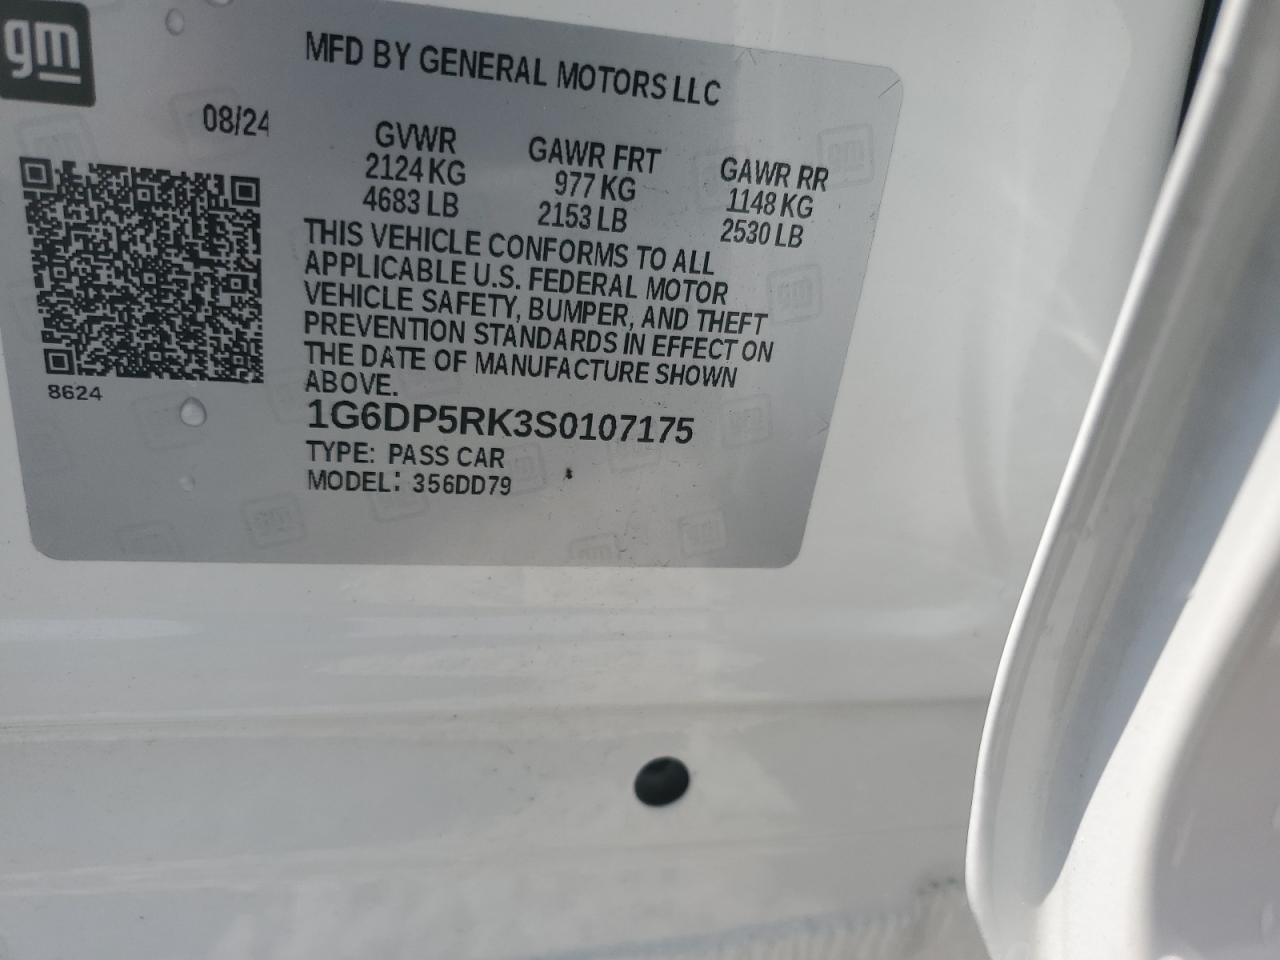 gm
MFD BY GENERAL MOTORS LLC
08/24
GVWR GAWR FRT GAWR RR
2124 KG 977 KG 1148 KG
4683 LB 2153 LB 2530 LB
THIS VEHICLE CONFORMS TO ALL
APPLICABLE U.S. FEDERAL MOTOR
VEHICLE SAFETY, BUMPER, AND THEFT
PREVENTION STANDARDS IN EFFECT ON
THE DATE OF MANUFACTURE SHOWN
ABOVE.
8624
1G6DP5RK3S0107175
TYPE: PASS CAR
MODEL: 356DD79